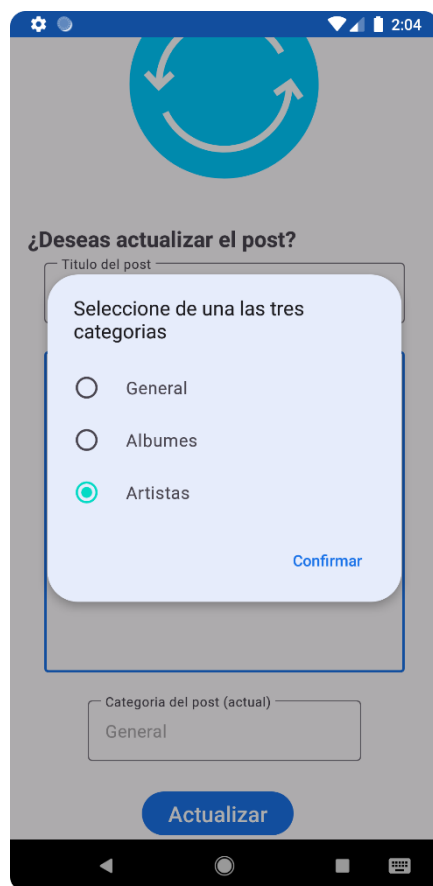 2:04
¿Deseas actualizar el post?
Titulo del post
Seleccione de una las tres
categorias
General
Albumes
Artistas
Confirmar
Categoria del post (actual)
General
Actualizar